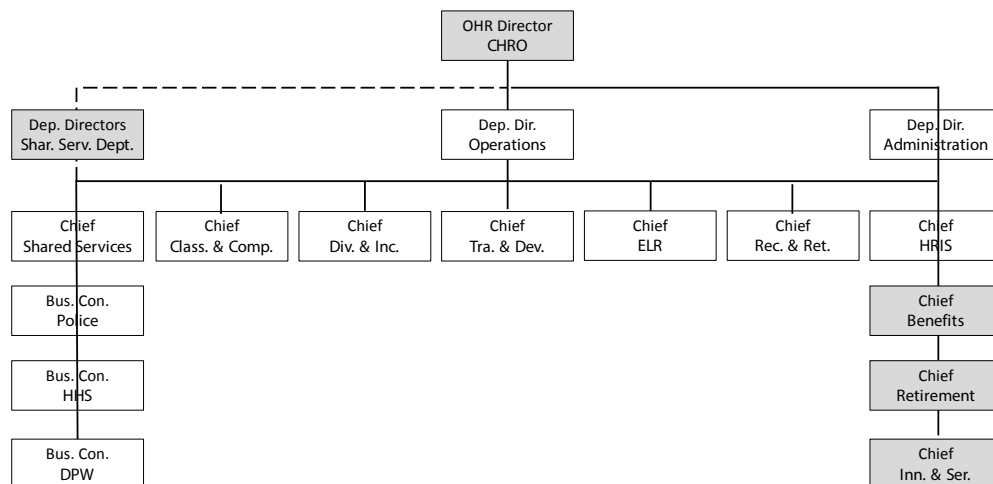 OHR Director
CHRO
Dep. Directors
Shar. Serv. Dept.
Dep. Dir.
Operations
Dep. Dir.
Administration
Chief
Shared Services
Chief
Class. & Comp.
Chief
Div. & Inc.
Chief
Tra. & Dev.
Chief
ELR
Chief
Rec. & Ret.
Chief
HRIS
Bus. Con.
Police
Chief
Benefits
Bus. Con.
HHS
Chief
Retirement
Bus. Con.
DPW
Chief
Inn. & Ser.